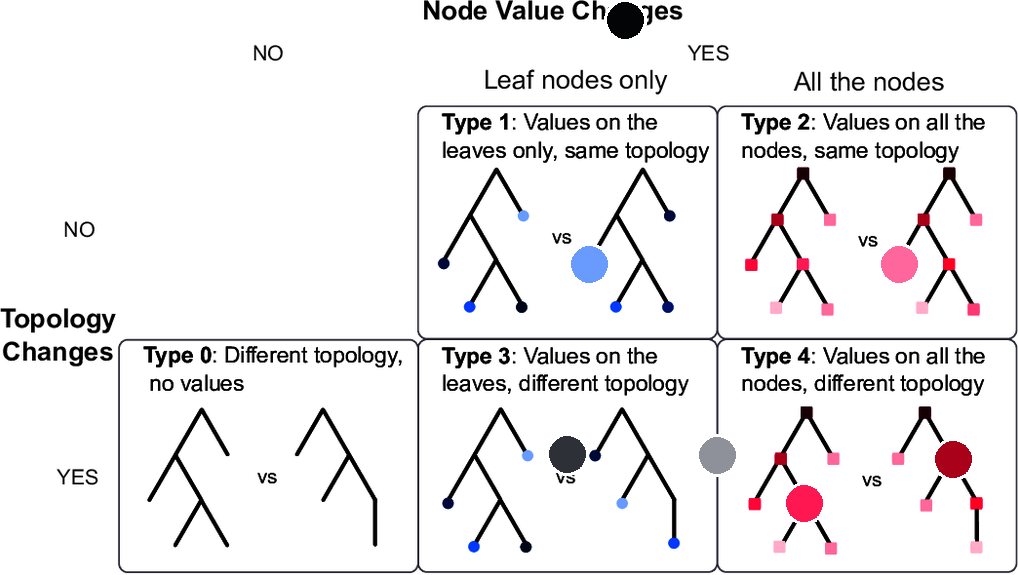 Node Value
NO
YES
Leaf nodes only
All the nodes
Type 1: Values on the
leaves only, same topology
Type 2: Values on all the
nodes, same topology
vs
vs
NO
Topology
Changes
Type 0: Different topology,
no values
Type 3: Values on the
leaves, different topology
Type 4: Values on all the
nodes, different topology
YES
vs
vs
vs